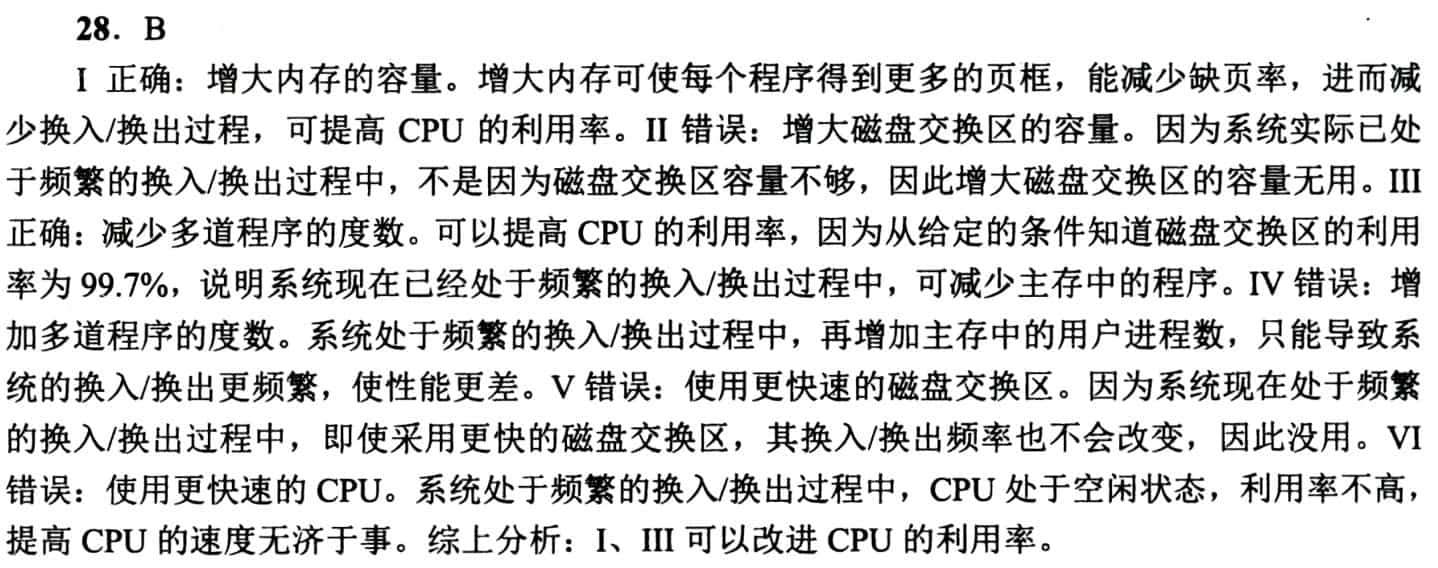 28．B
I 正确：增大内存的容量。增大内存可使每个程序得到更多的页框，能减少缺页率，进而减
少换入/换出过程，可提高 CPU 的利用率。II 错误：增大磁盘交换区的容量。因为系统实际已处
于频繁的换入/换出过程中，不是因为磁盘交换区容量不够，因此增大磁盘交换区的容量无用。III
正确：减少多道程序的度数。可以提高 CPU 的利用率，因为从给定的条件知道磁盘交换区的利用
率为 99.7%，说明系统现在已经处于频繁的换入/换出过程中，可减少主存中的程序。IV 错误：增
加多道程序的度数。系统处于频繁的换入/换出过程中，再增加主存中的用户进程数，只能导致系
统的换入/换出更频繁，使性能更差。V 错误：使用更快速的磁盘交换区。因为系统现在处于频繁
的换入/换出过程中，即使采用更快的磁盘交换区，其换入/换出频率也不会改变，因此没用。VI
错误：使用更快速的 CPU。系统处于频繁的换入/换出过程中，CPU 处于空闲状态，利用率不高，
提高 CPU 的速度无济于事。综上分析：I、III 可以改进 CPU 的利用率。